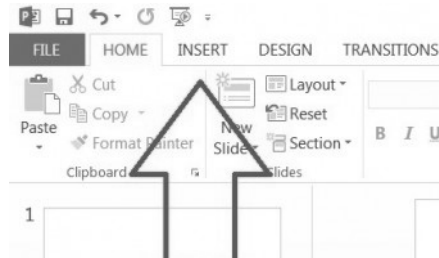 FILE HOME INSERT DESIGN TRANSITIONS
Cut
Copy
Format Painter
Paste
Clipboard
New
Slide
Layout
Reset
Section
Slides
B I U
1